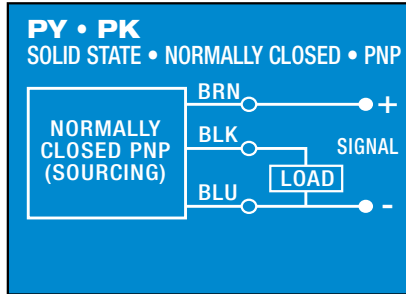 PY • PK
SOLID STATE • NORMALLY CLOSED • PNP
BRN
+
NORMALLY
CLOSED PNP
(SOURCING)
BLK
SIGNAL
LOAD
BLU
-